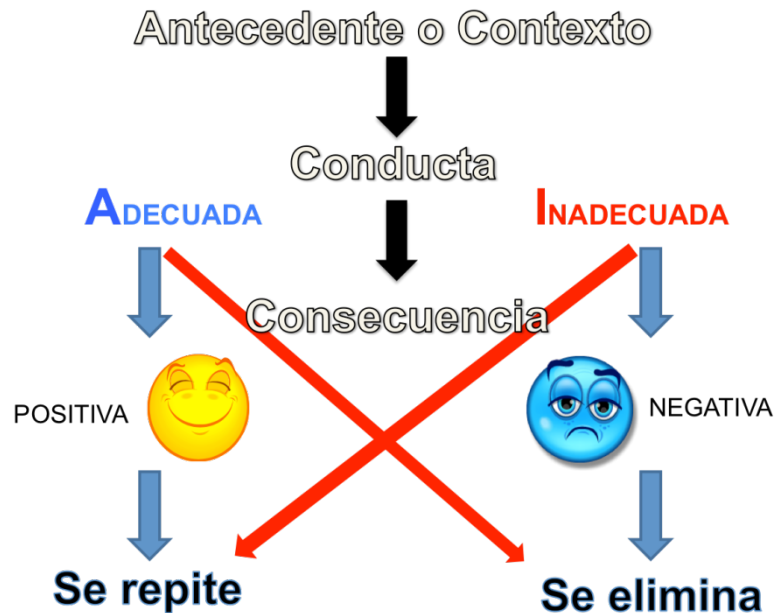 Antecedente o Contexto
Conducta
ADECUADA
INADECUADA
Consecuencia
POSITIVA
NEGATIVA
Se repite
Se elimina